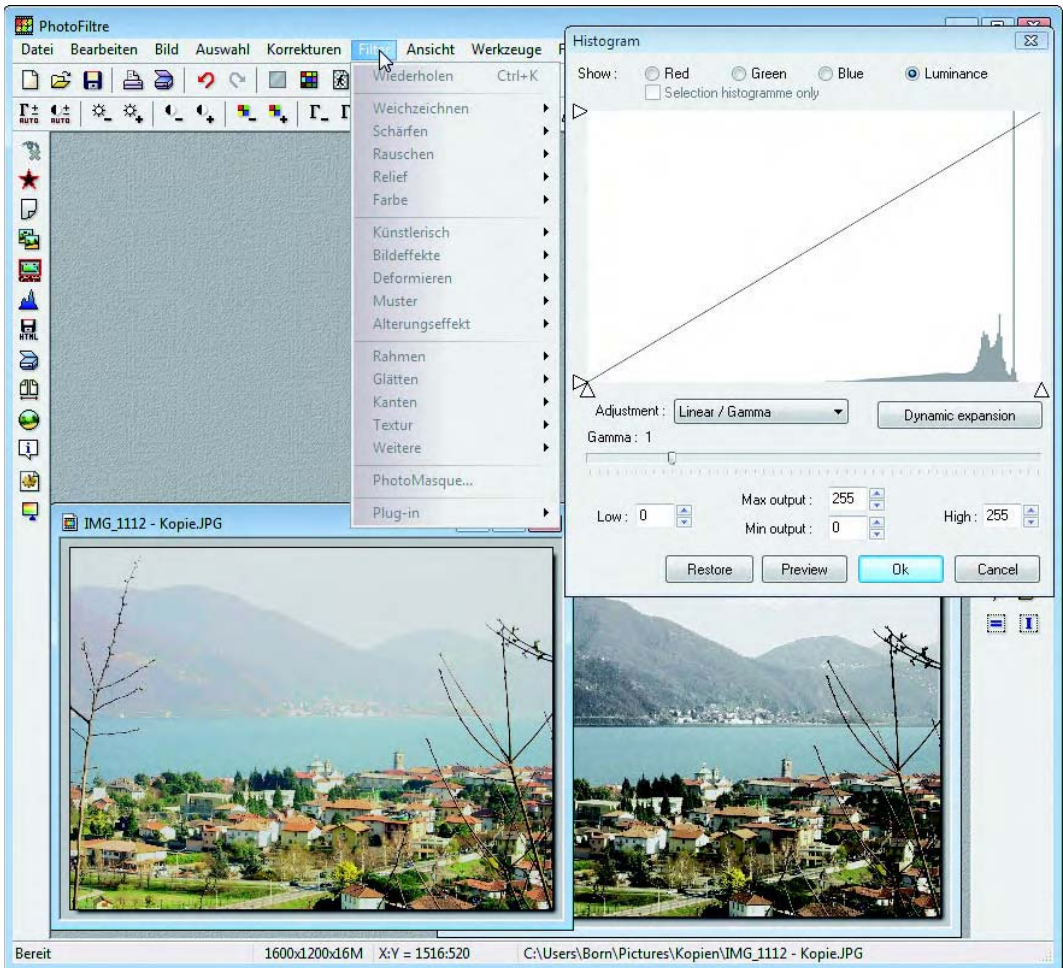 PhotoFiltre
Datei Bearbeiten Bild Auswahl Korrekturen Filter Ansicht Werkzeuge
Wiederholen Ctrl+K
Weichzeichnen
Schärfen
Rauschen
Relief
Farbe
Künstlerisch
Bildeffekte
Deformieren
Muster
Alterungseffekt
Rahmen
Glätten
Kanten
Textur
Weitere
PhotoMasque...
Plug-in
AUTO AUTO
HTML
Histogram
Show : Red Green Blue Luminance
Selection histogramme only
Adjustment : Linear / Gamma Dynamic expansion
Gamma : 1
Low : 0 Max output : 255 High : 255
Min output : 0
Restore Preview Ok Cancel
IMG_1112 - Kopie.JPG
Bereit 1600x1200x16M X:Y = 1516:520 C:\Users\Born\Pictures\Kopien\IMG_1112 - Kopie.JPG